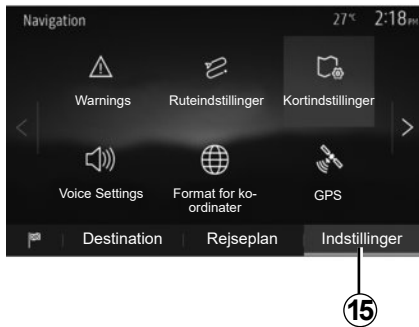 Navigation 27°C 2:18PM
Warnings Ruteindstillinger Kortindstillinger
Voice Settings Format for ko-
ordinater GPS
Destination Rejseplan Indstillinger
15